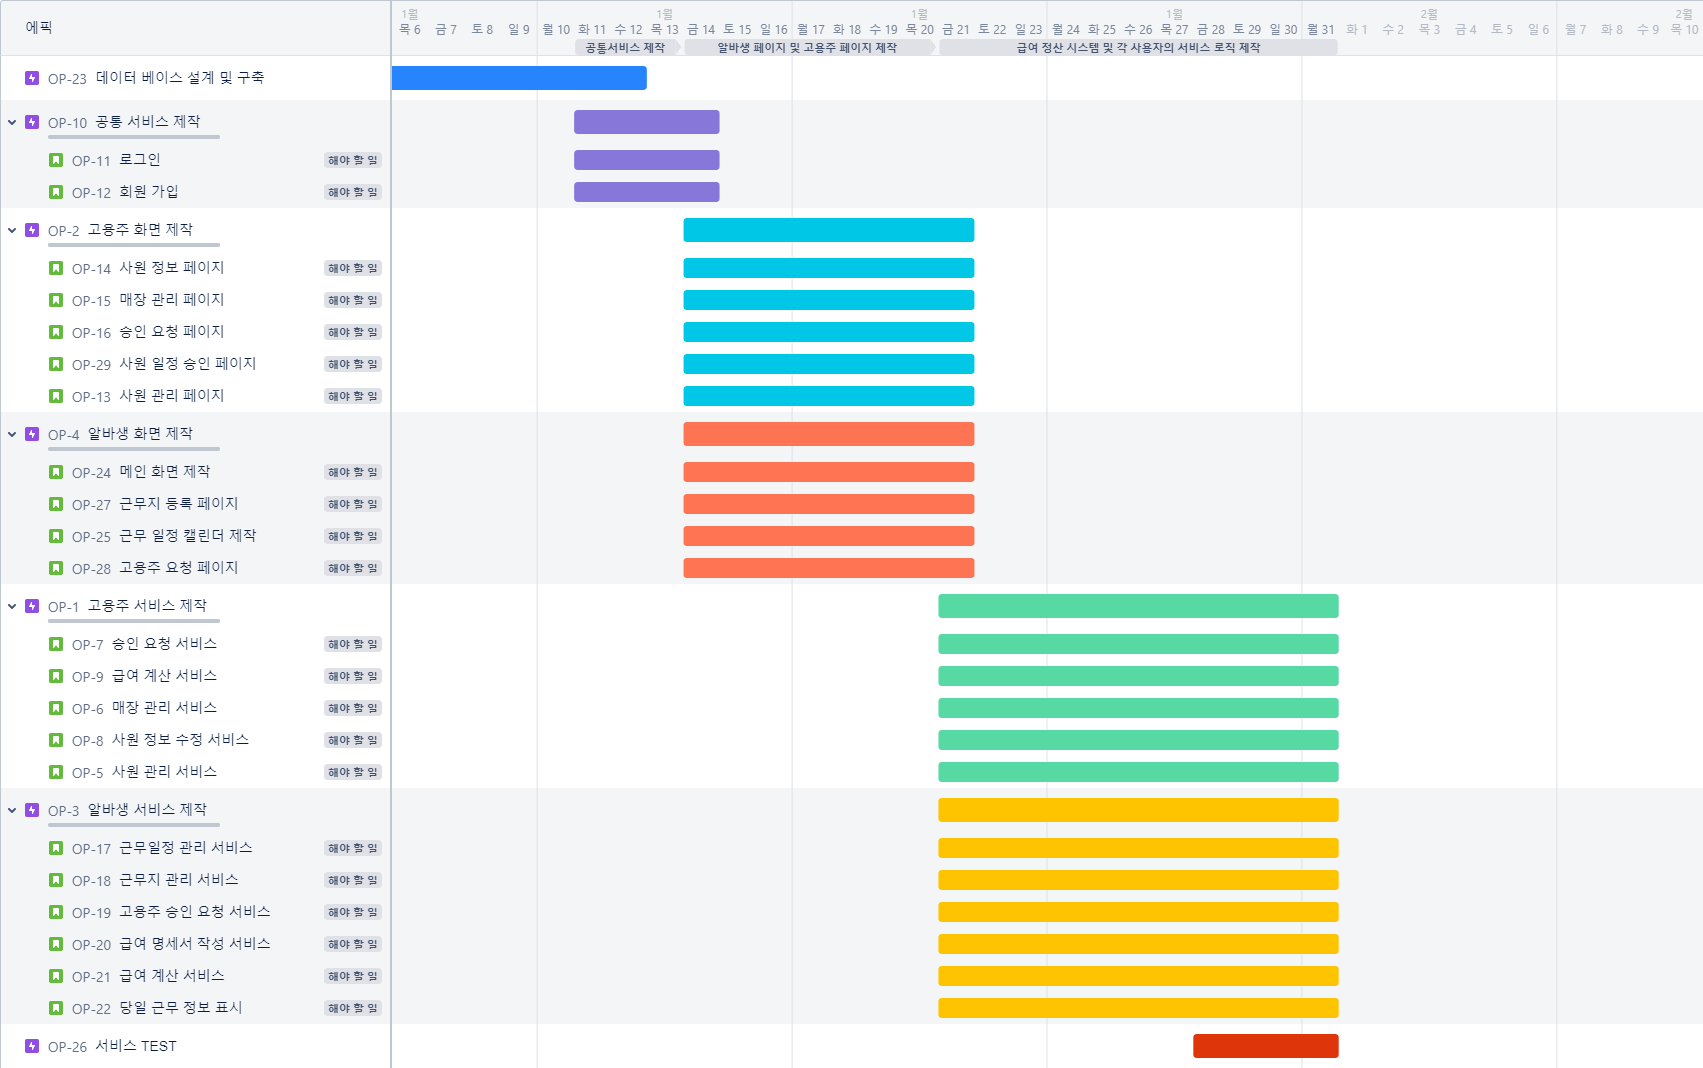 에픽
1월 1월 1월 1월 2월 2월
목 6 금 7 토 8 일 9 월 10 화 11 수 12 목 13 금 14 토 15 일 16 월 17 화 18 수 19 목 20 금 21 토 22 일 23 월 24 화 25 수 26 목 27 금 28 토 29 일 30 월 31 화 1 수 2 목 3 금 4 토 5 일 6 월 7 화 8 수 9 목 10
공통서비스 제작 알바생 페이지 및 고용주 페이지 제작 급여 정산 시스템 및 각 사용자의 서비스 로직 제작
OP-23 데이터 베이스 설계 및 구축
OP-10 공통 서비스 제작
OP-11 로그인 해야 할 일
OP-12 회원 가입 해야 할 일
OP-2 고용주 화면 제작
OP-14 사원 정보 페이지 해야 할 일
OP-15 매장 관리 페이지 해야 할 일
OP-16 승인 요청 페이지 해야 할 일
OP-29 사원 일정 승인 페이지 해야 할 일
OP-13 사원 관리 페이지 해야 할 일
OP-4 알바생 화면 제작
OP-24 메인 화면 제작 해야 할 일
OP-27 근무지 등록 페이지 해야 할 일
OP-25 근무 일정 캘린더 제작 해야 할 일
OP-28 고용주 요청 페이지 해야 할 일
OP-1 고용주 서비스 제작
OP-7 승인 요청 서비스 해야 할 일
OP-9 급여 계산 서비스 해야 할 일
OP-6 매장 관리 서비스 해야 할 일
OP-8 사원 정보 수정 서비스 해야 할 일
OP-5 사원 관리 서비스 해야 할 일
OP-3 알바생 서비스 제작
OP-17 근무일정 관리 서비스 해야 할 일
OP-18 근무지 관리 서비스 해야 할 일
OP-19 고용주 승인 요청 서비스 해야 할 일
OP-20 급여 명세서 작성 서비스 해야 할 일
OP-21 급여 계산 서비스 해야 할 일
OP-22 당일 근무 정보 표시 해야 할 일
OP-26 서비스 TEST